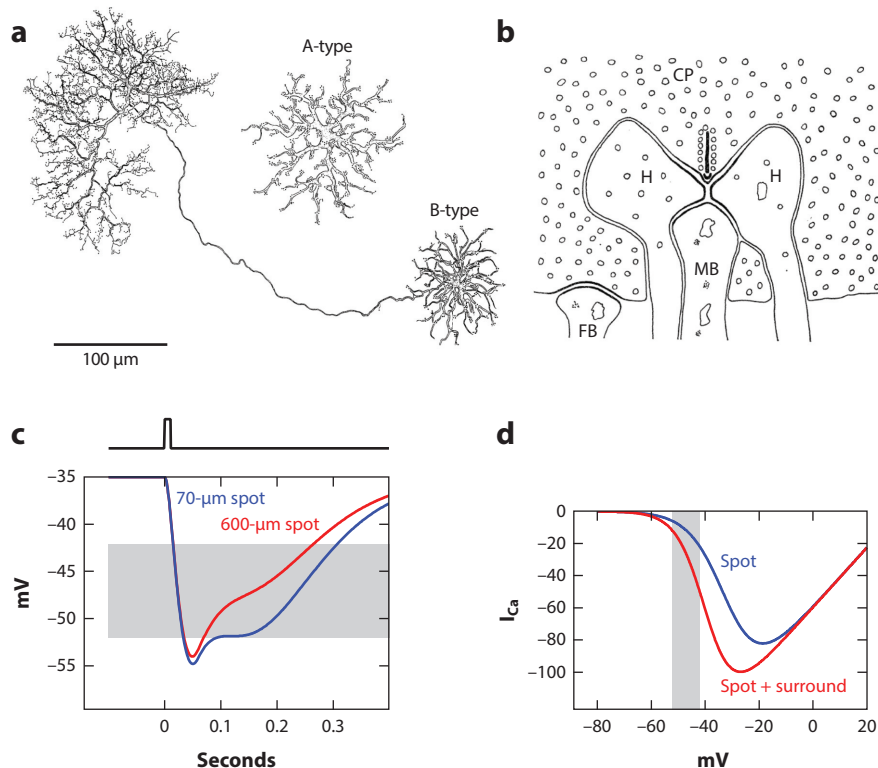 a
A-type
B-type
100 μm
b
CP
H
H
MB
FB
c
−35
70-μm spot
600-μm spot
−40
−45
mV
−50
−55
0
0.1
0.2
0.3
Seconds
d
0
−20
−40
Spot
I_Ca
−60
−80
−100
Spot + surround
−80
−60
−40
−20
0
20
mV